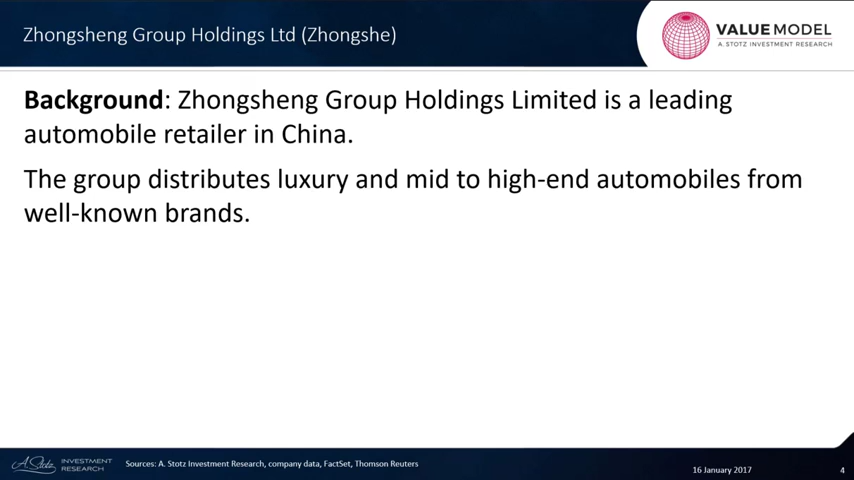 Zhongsheng Group Holdings Ltd (Zhongshe)
VALUE MODEL
A. STOTZ INVESTMENT RESEARCH
Background: Zhongsheng Group Holdings Limited is a leading
automobile retailer in China.
The group distributes luxury and mid to high-end automobiles from
well-known brands.
A. Stotz
INVESTMENT
RESEARCH
Sources: A. Stotz Investment Research, company data, FactSet, Thomson Reuters
16 January 2017
4